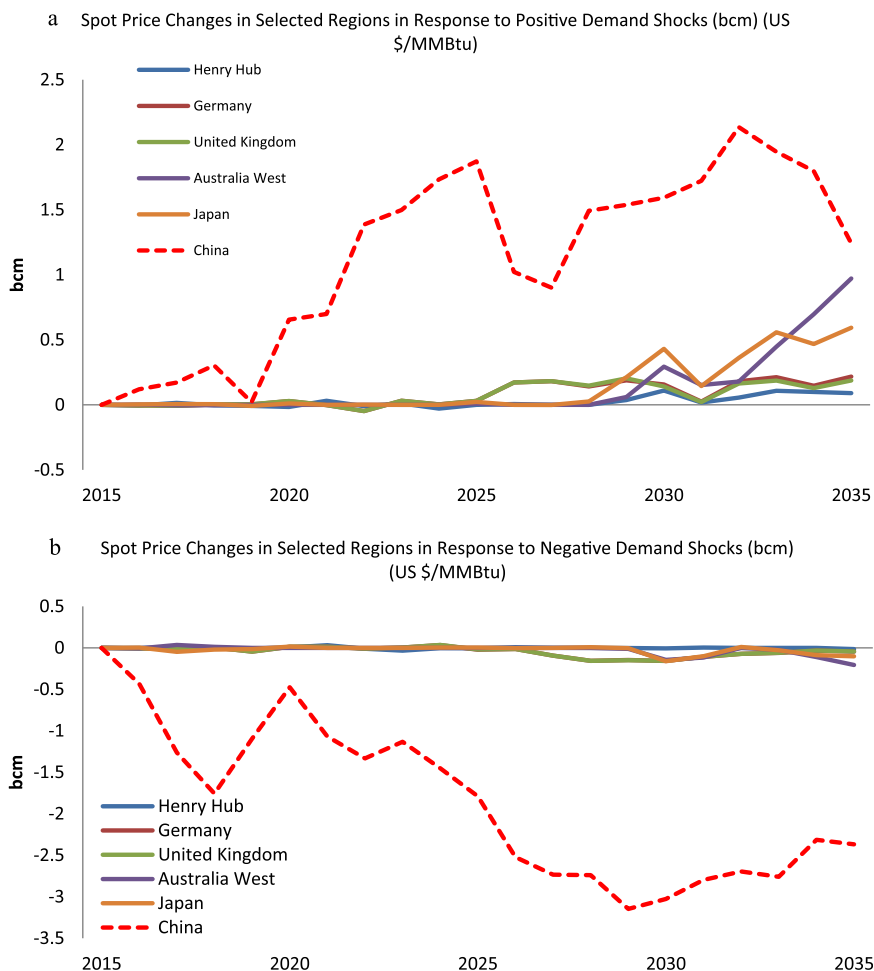 a
Spot Price Changes in Selected Regions in Response to Positive Demand Shocks (bcm) (US
$/MMBtu)
2.5
2
1.5
1
0.5
0
-0.5
bcm
Henry Hub
Germany
United Kingdom
Australia West
Japan
China
2015 2020 2025 2030 2035
b
Spot Price Changes in Selected Regions in Response to Negative Demand Shocks (bcm)
(US $/MMBtu)
0.5
0
-0.5
-1
-1.5
-2
-2.5
-3
-3.5
bcm
Henry Hub
Germany
United Kingdom
Australia West
Japan
China
2015 2020 2025 2030 2035